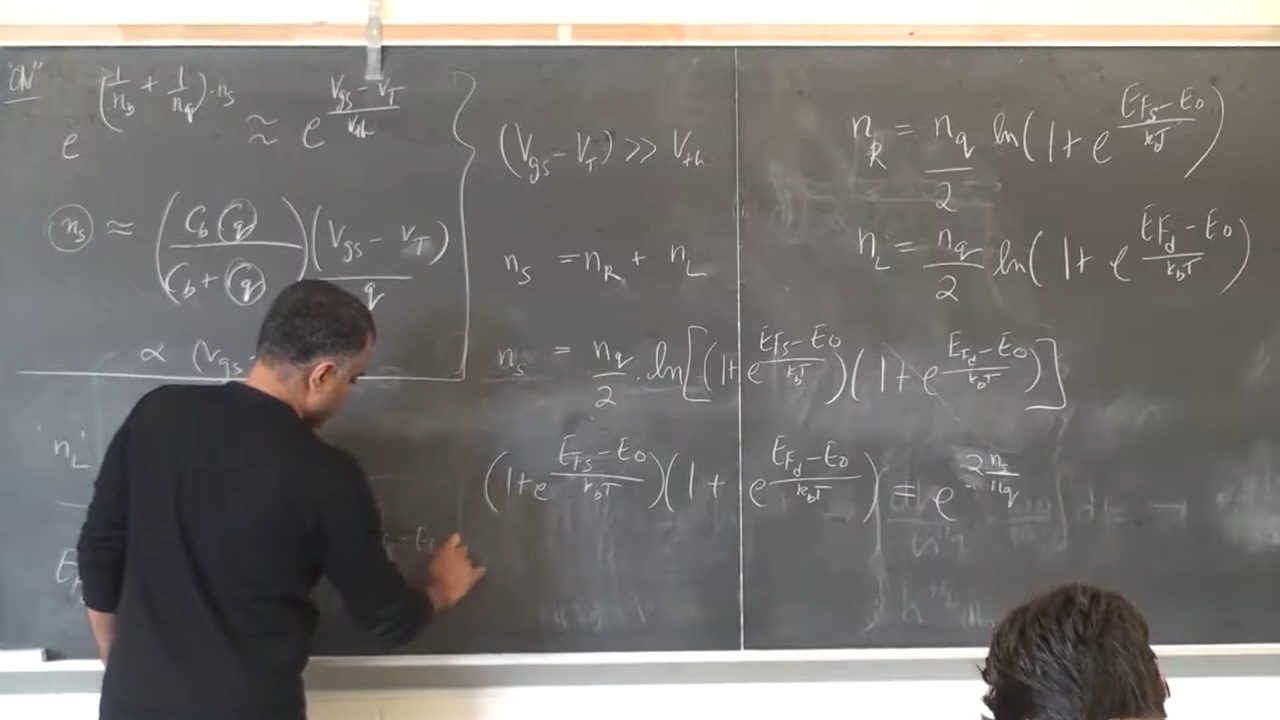 "ON"
e^{(1/n_b + 1/n_q)·n_s} ≈ e^{(V_gs − V_T)/V_th}
n_s ≈ (C_b C_q / (C_b + C_q)) (V_gs − V_T)/q
∝ (V_gs −
'n_L'
(V_gs − V_T) >> V_th
n_s = n_R + n_L
n_s = n_q/2 · ln[(1 + e^{(E_Fs − E_0)/k_bT})(1 + e^{(E_Fd − E_0)/k_bT})]
(1 + e^{(E_Fs − E_0)/k_bT})(1 + e^{(E_Fd − E_0)/k_bT}) = e^{2 n_s/n_q}
n_R = n_q/2 ln(1 + e^{(E_Fs − E_0)/k_bT})
n_L = n_q/2 ln(1 + e^{(E_Fd − E_0)/k_bT})